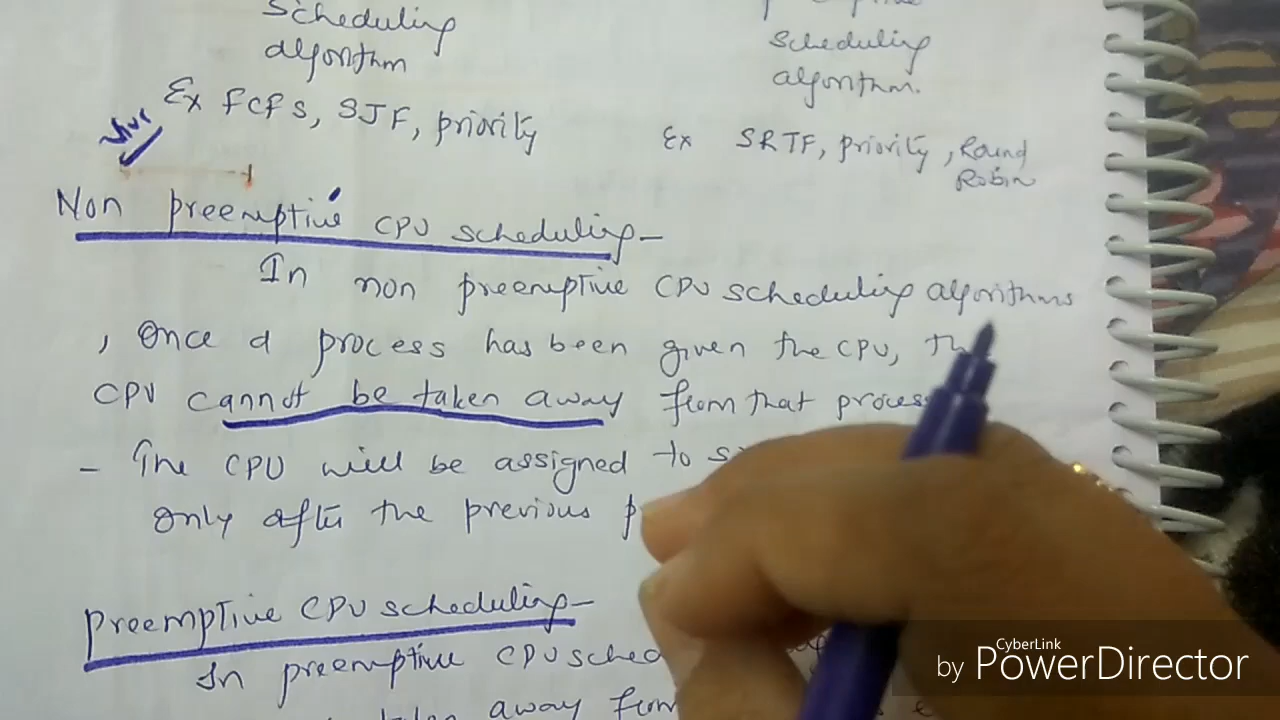 scheduling
algorithm
scheduling
algorithm.
Ex FCFS, SJF, priority
Ex SRTF, priority, Round
Robin
Non preemptive CPU scheduling-
In non preemptive CPU scheduling algorithms
, Once a process has been given the CPU,
CPU cannot be taken away from that process
- The CPU will be assigned to
only after the previous
preemptive CPU scheduling-
In preemptive CPU
away from
CyberLink
by PowerDirector